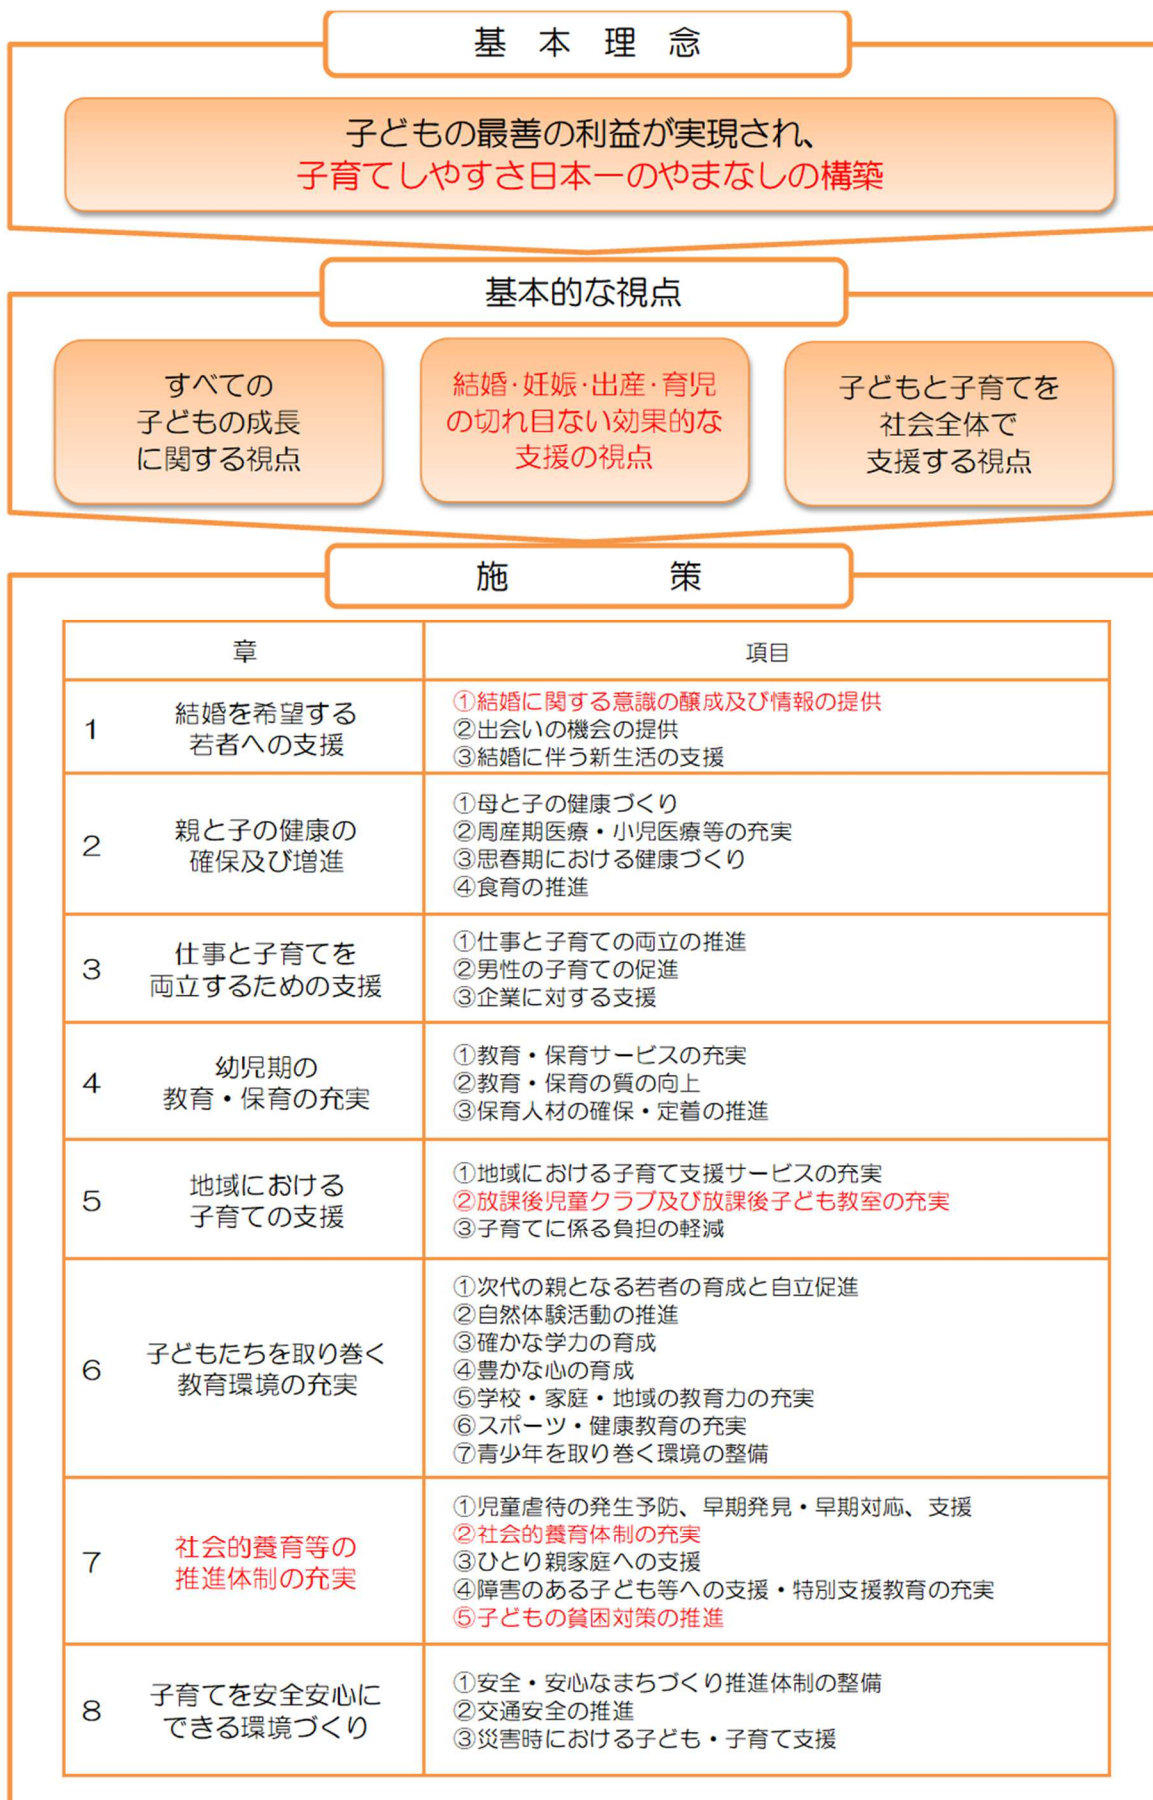 基本理念
子どもの最善の利益が実現され、
子育てしやすさ日本一のやまなしの構築
基本的な視点
すべての
子どもの成長
に関する視点
結婚・妊娠・出産・育児
の切れ目ない効果的な
支援の視点
子どもと子育てを
社会全体で
支援する視点
施策
章
項目
1
結婚を希望する
若者への支援
①結婚に関する意識の醸成及び情報の提供
②出会いの機会の提供
③結婚に伴う新生活の支援
2
親と子の健康の
確保及び増進
①母と子の健康づくり
②周産期医療・小児医療等の充実
③思春期における健康づくり
④食育の推進
3
仕事と子育てを
両立するための支援
①仕事と子育ての両立の推進
②男性の子育ての促進
③企業に対する支援
4
幼児期の
教育・保育の充実
①教育・保育サービスの充実
②教育・保育の質の向上
③保育人材の確保・定着の推進
5
地域における
子育ての支援
①地域における子育て支援サービスの充実
②放課後児童クラブ及び放課後子ども教室の充実
③子育てに係る負担の軽減
6
子どもたちを取り巻く
教育環境の充実
①次代の親となる若者の育成と自立促進
②自然体験活動の推進
③確かな学力の育成
④豊かな心の育成
⑤学校・家庭・地域の教育力の充実
⑥スポーツ・健康教育の充実
⑦青少年を取り巻く環境の整備
7
社会的養育等の
推進体制の充実
①児童虐待の発生予防、早期発見・早期対応、支援
②社会的養育体制の充実
③ひとり親家庭への支援
④障害のある子ども等への支援・特別支援教育の充実
⑤子どもの貧困対策の推進
8
子育てを安全安心に
できる環境づくり
①安全・安心なまちづくり推進体制の整備
②交通安全の推進
③災害時における子ども・子育て支援